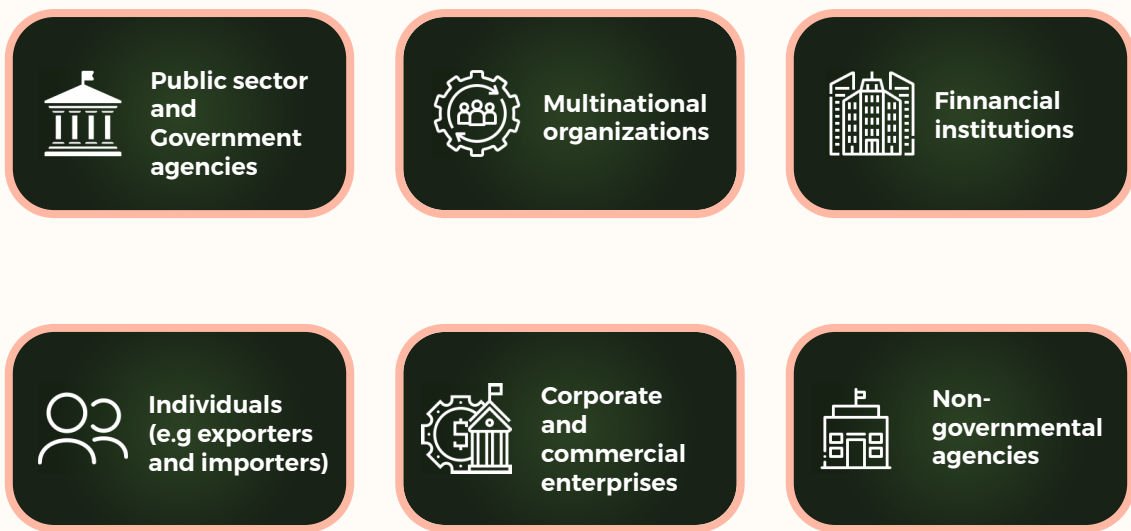 Public sector
and
Government
agencies
Multinational
organizations
Finnancial
institutions
Individuals
(e.g exporters
and importers)
Corporate
and
commercial
enterprises
Non-
governmental
agencies